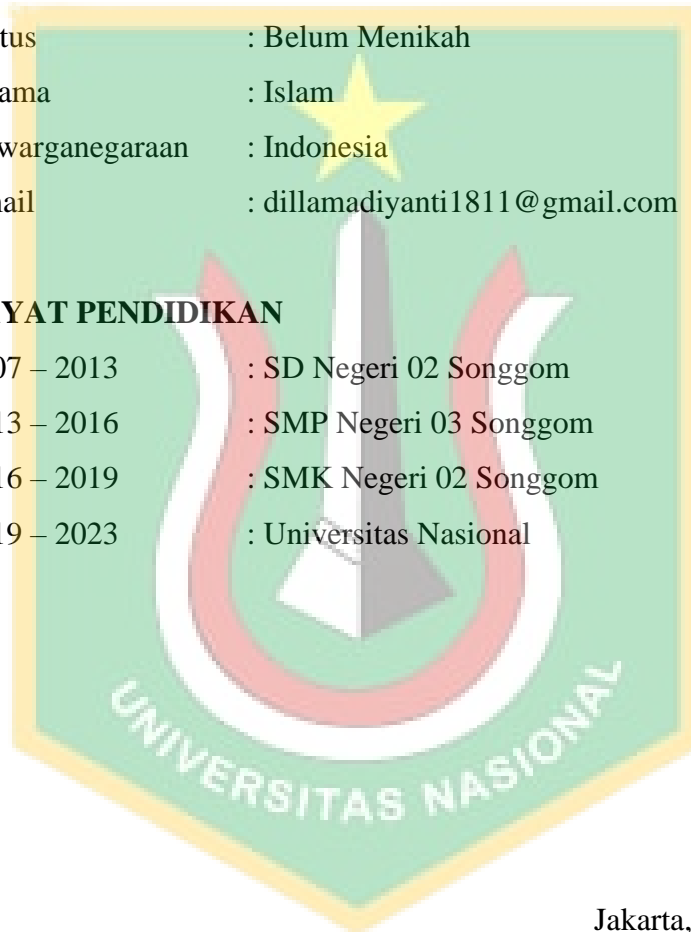 tus : Belum Menikah
ama : Islam
warganegaraan : Indonesia
ail : dillamadiyanti1811@gmail.com
YAT PENDIDIKAN
07 – 2013 : SD Negeri 02 Songgom
13 – 2016 : SMP Negeri 03 Songgom
16 – 2019 : SMK Negeri 02 Songgom
19 – 2023 : Universitas Nasional
UNIVERSITAS NASIONAL
Jakarta,